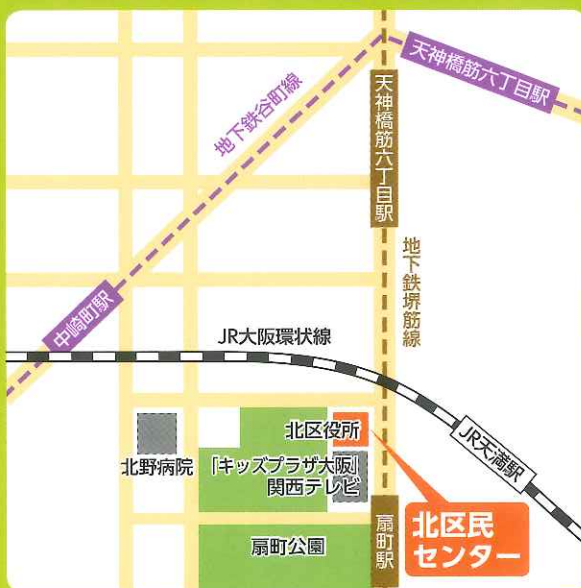 天神橋筋六丁目駅
地下鉄谷町線
天神橋筋六丁目駅
地下鉄堺筋線
中崎町駅
JR大阪環状線
北区役所
JR天満駅
北野病院
「キッズプラザ大阪」
関西テレビ
北区民
センター
扇町駅
扇町公園